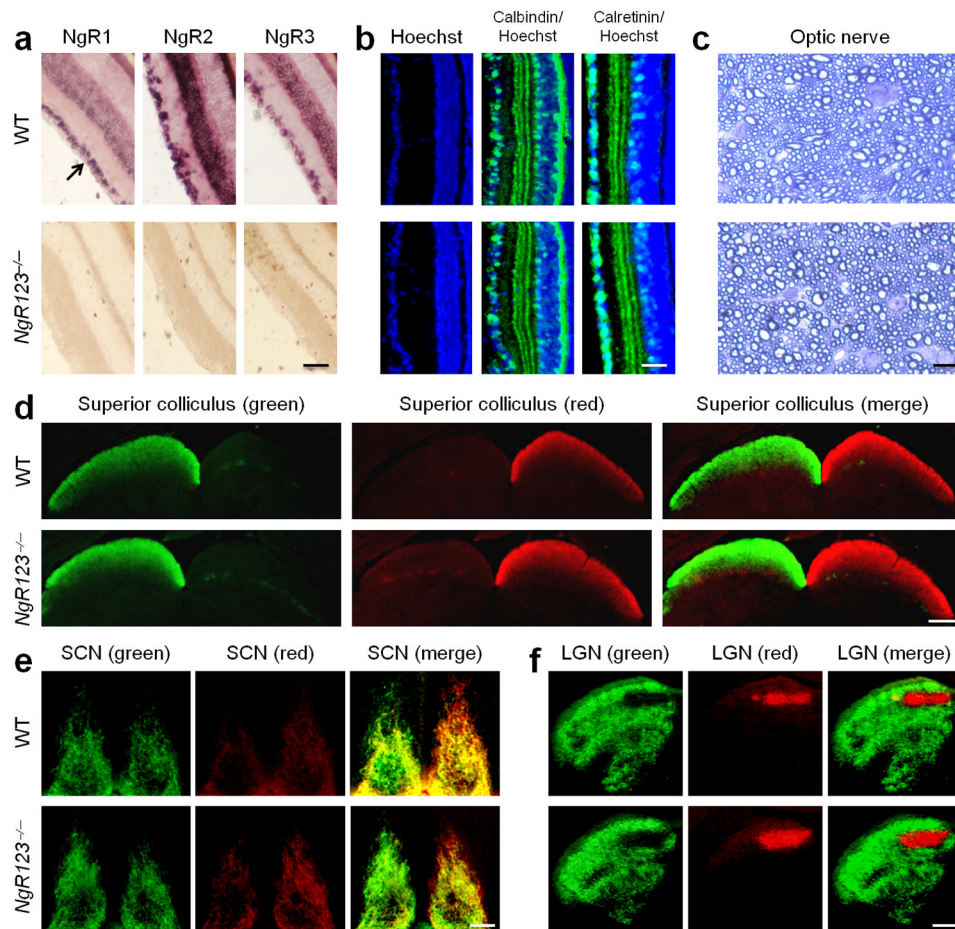 a
NgR1 NgR2 NgR3
WT
NgR123–/–
b
Hoechst
Calbindin/
Hoechst
Calretinin/
Hoechst
c
Optic nerve
d
Superior colliculus (green) Superior colliculus (red) Superior colliculus (merge)
WT
NgR123–/–
e
SCN (green) SCN (red) SCN (merge)
WT
NgR123–/–
f
LGN (green) LGN (red) LGN (merge)